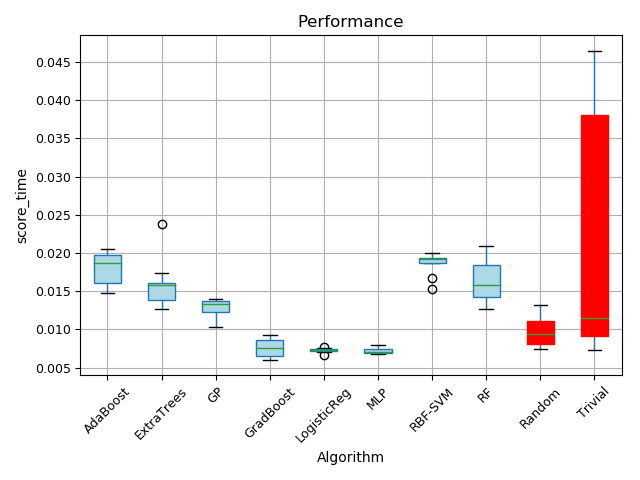 Performance
0.045
0.040
0.035
0.030
0.025
0.020
0.015
0.010
0.005
score_time
AdaBoost
ExtraTrees
GP
GradBoost
LogisticReg
MLP
RBF-SVM
RF
Random
Trivial
Algorithm